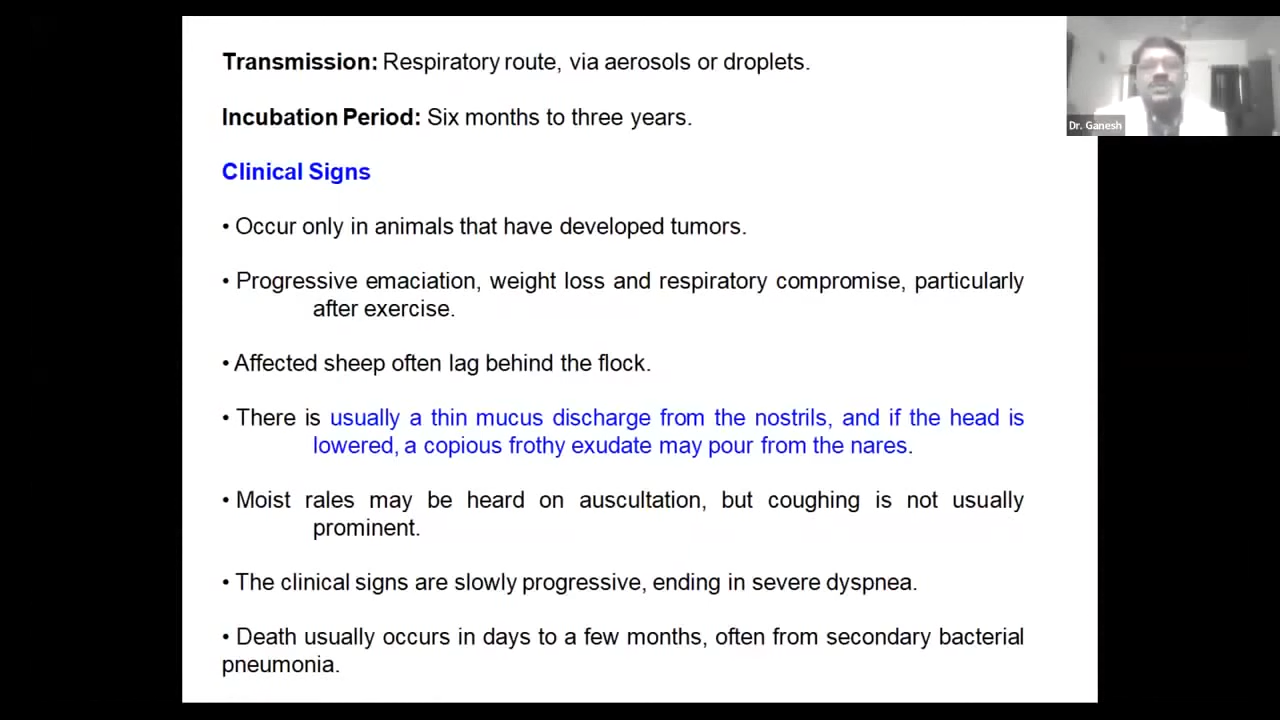 Transmission: Respiratory route, via aerosols or droplets.
Dr. Ganesh
Incubation Period: Six months to three years.
Clinical Signs
• Occur only in animals that have developed tumors.
• Progressive emaciation, weight loss and respiratory compromise, particularly
after exercise.
• Affected sheep often lag behind the flock.
• There is usually a thin mucus discharge from the nostrils, and if the head is
lowered, a copious frothy exudate may pour from the nares.
• Moist rales may be heard on auscultation, but coughing is not usually
prominent.
• The clinical signs are slowly progressive, ending in severe dyspnea.
• Death usually occurs in days to a few months, often from secondary bacterial
pneumonia.